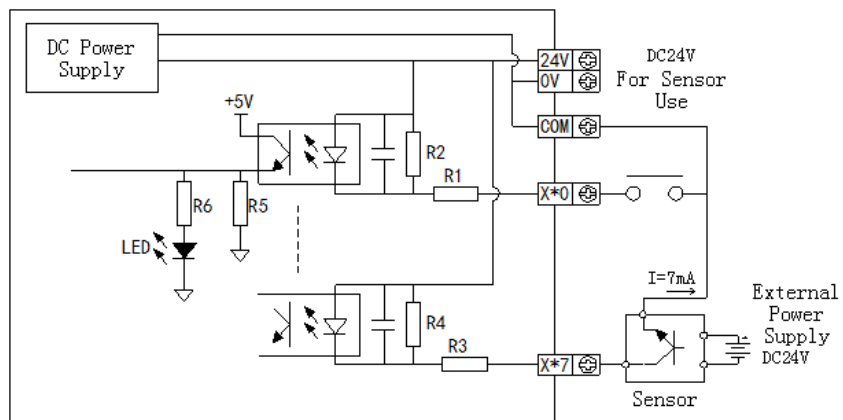 DC Power
Supply
24V
0V
DC24V
For Sensor
Use
+5V
COM
R2
R1
X*0
R6
R5
LED
I=7mA
External
Power
Supply
DC24V
R4
R3
X*7
Sensor